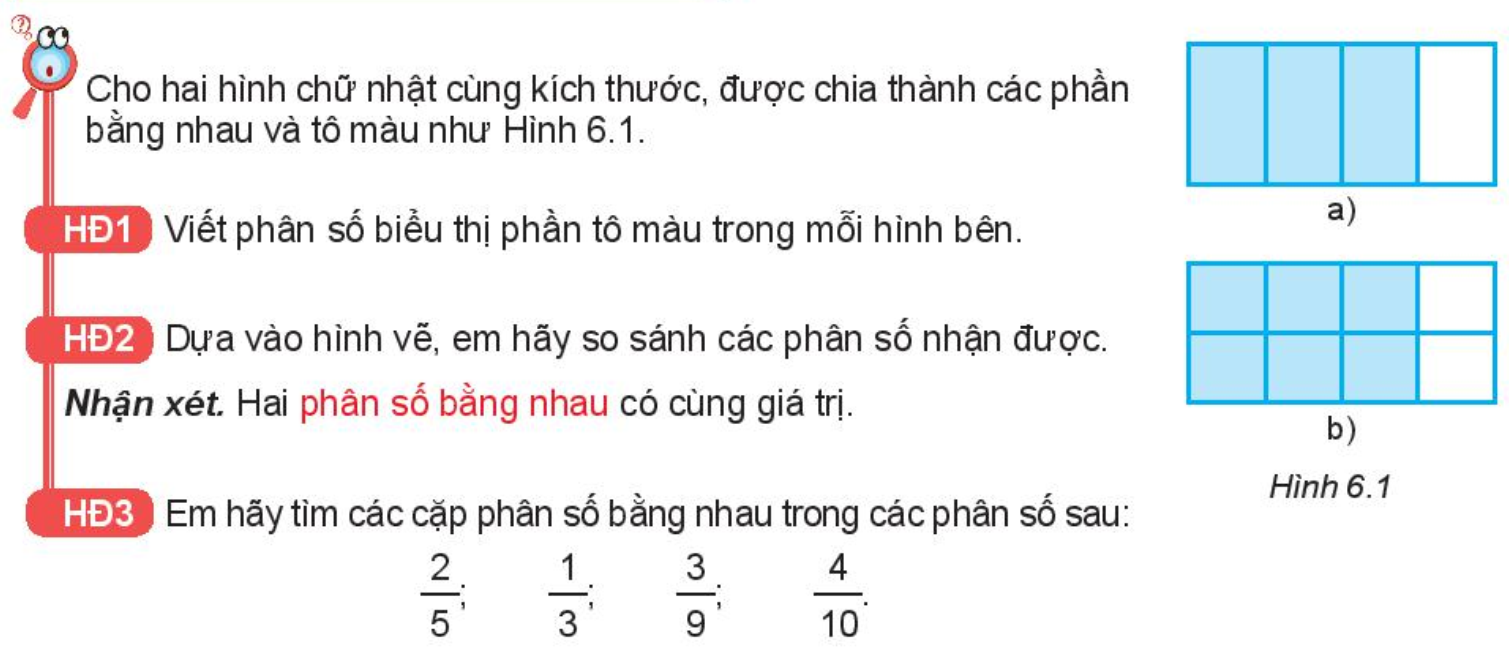 Cho hai hình chữ nhật cùng kích thước, được chia thành các phần
bằng nhau và tô màu như Hình 6.1.
HĐ1 Viết phân số biểu thị phần tô màu trong mỗi hình bên.
HĐ2 Dựa vào hình vẽ, em hãy so sánh các phân số nhận được.
Nhận xét. Hai phân số bằng nhau có cùng giá trị.
HĐ3 Em hãy tìm các cặp phân số bằng nhau trong các phân số sau:
2/5; 1/3; 3/9; 4/10.
a)
b)
Hình 6.1